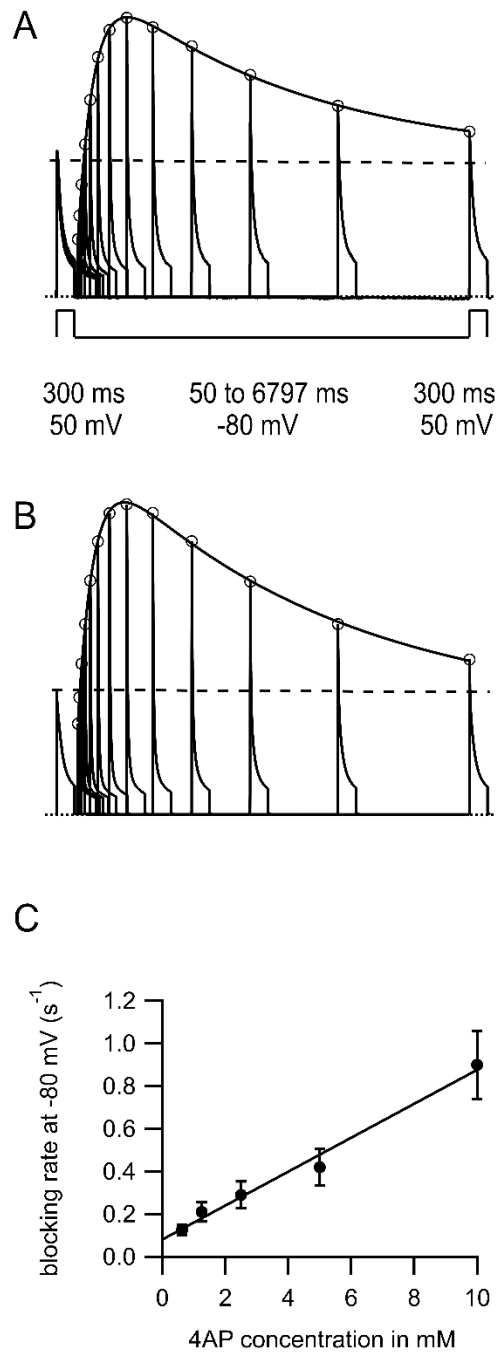 A
300 ms 50 to 6797 ms 300 ms
50 mV -80 mV 50 mV
B
C
blocking rate at -80 mV (s-1)
1.2
1.0
0.8
0.6
0.4
0.2
0.0
0 2 4 6 8 10
4AP concentration in mM